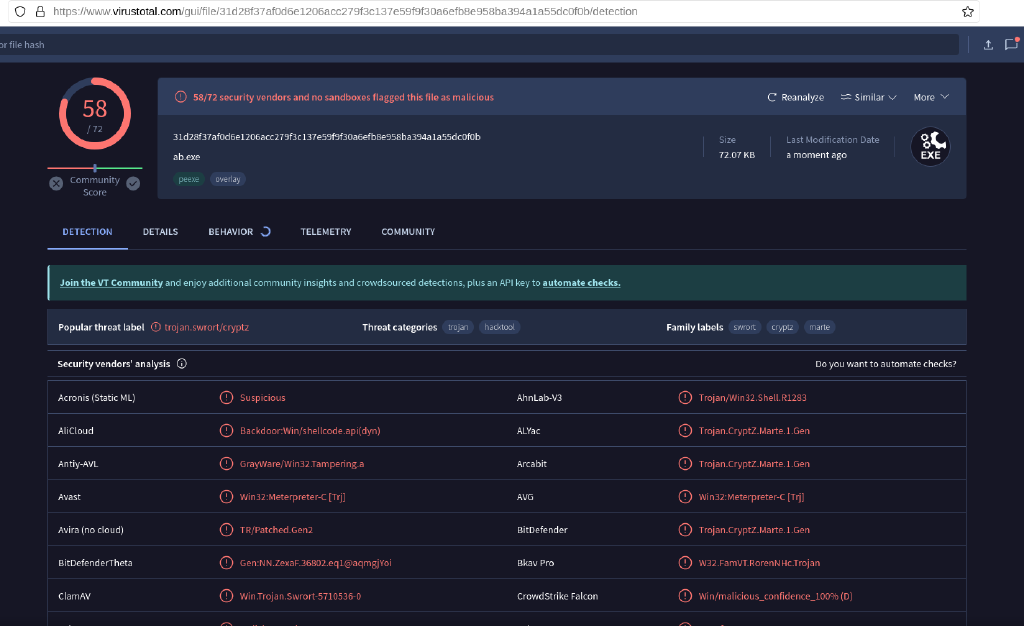 https://www.virustotal.com/gui/file/31d28f37af0d6e1206acc279f3c137e59f9f30a6efb8e958ba394a1a55dc0f0b/detection
or file hash
58
/ 72
Community
Score
58/72 security vendors and no sandboxes flagged this file as malicious
Reanalyze
Similar
More
31d28f37af0d6e1206acc279f3c137e59f9f30a6efb8e958ba394a1a55dc0f0b
ab.exe
peexe
overlay
Size
72.07 KB
Last Modification Date
a moment ago
EXE
DETECTION DETAILS BEHAVIOR TELEMETRY COMMUNITY
Join the VT Community and enjoy additional community insights and crowdsourced detections, plus an API key to automate checks.
Popular threat label trojan.swrort/cryptz Threat categories trojan hacktool Family labels swrort cryptz marte
Security vendors' analysis Do you want to automate checks?
Acronis (Static ML) Suspicious AhnLab-V3 Trojan/Win32.Shell.R1283
AliCloud Backdoor:Win/shellcode.api(dyn) ALYac Trojan.CryptZ.Marte.1.Gen
Antiy-AVL GrayWare/Win32.Tampering.a Arcabit Trojan.CryptZ.Marte.1.Gen
Avast Win32:Meterpreter-C [Trj] AVG Win32:Meterpreter-C [Trj]
Avira (no cloud) TR/Patched.Gen2 BitDefender Trojan.CryptZ.Marte.1.Gen
BitDefenderTheta Gen:NN.ZexaF.36802.eq1@aqmgjYoi Bkav Pro W32.FamVT.RorenNHc.Trojan
ClamAV Win.Trojan.Swrort-5710536-0 CrowdStrike Falcon Win/malicious_confidence_100% (D)